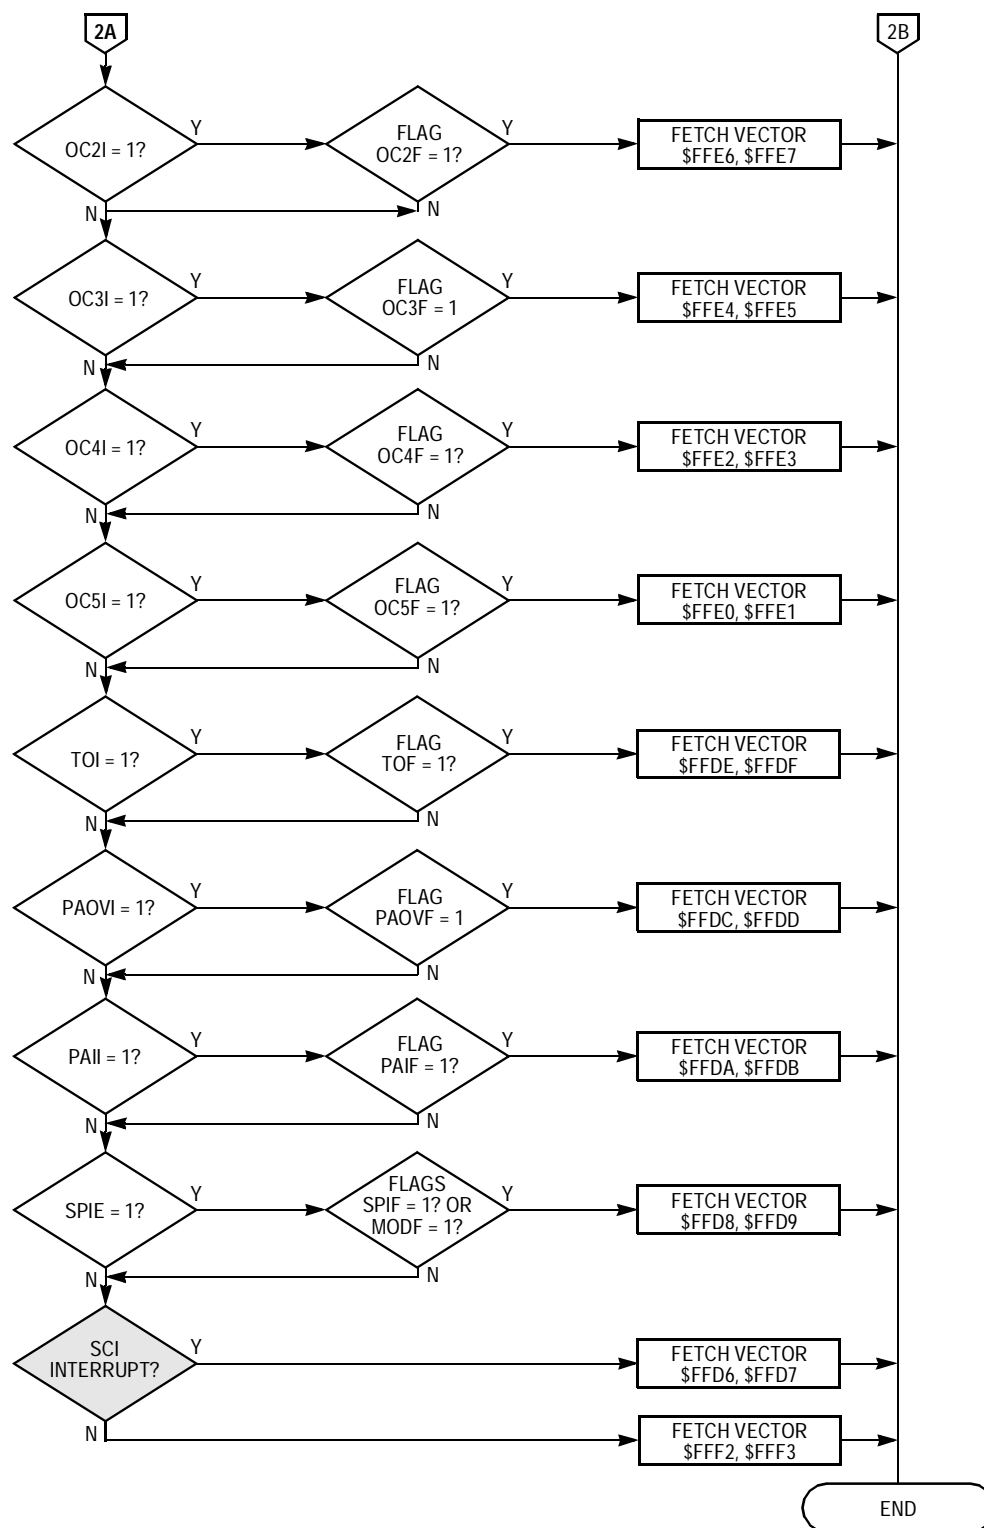 2A
2B
OC2I = 1?
Y
FLAG
OC2F = 1?
Y
FETCH VECTOR
$FFE6, $FFE7
N
N
OC3I = 1?
Y
FLAG
OC3F = 1
Y
FETCH VECTOR
$FFE4, $FFE5
N
N
OC4I = 1?
Y
FLAG
OC4F = 1?
Y
FETCH VECTOR
$FFE2, $FFE3
N
N
OC5I = 1?
Y
FLAG
OC5F = 1?
Y
FETCH VECTOR
$FFE0, $FFE1
N
N
TOI = 1?
Y
FLAG
TOF = 1?
Y
FETCH VECTOR
$FFDE, $FFDF
N
N
PAOVI = 1?
Y
FLAG
PAOVF = 1
Y
FETCH VECTOR
$FFDC, $FFDD
N
N
PAII = 1?
Y
FLAG
PAIF = 1?
Y
FETCH VECTOR
$FFDA, $FFDB
N
N
SPIE = 1?
Y
FLAGS
SPIF = 1? OR
MODF = 1?
Y
FETCH VECTOR
$FFD8, $FFD9
N
N
SCI
INTERRUPT?
Y
FETCH VECTOR
$FFD6, $FFD7
N
FETCH VECTOR
$FFF2, $FFF3
END